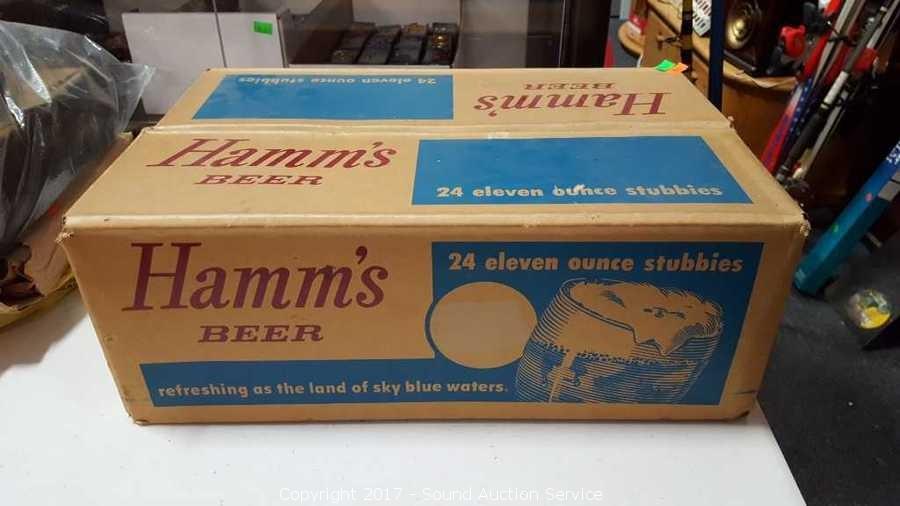 24 eleven ounce stubbies
Hamm's
BEER
Hamm's
BEER
24 eleven ounce stubbies
Hamm's
BEER
24 eleven ounce stubbies
refreshing as the land of sky blue waters.
Copyright 2017 - Sound Auction Service